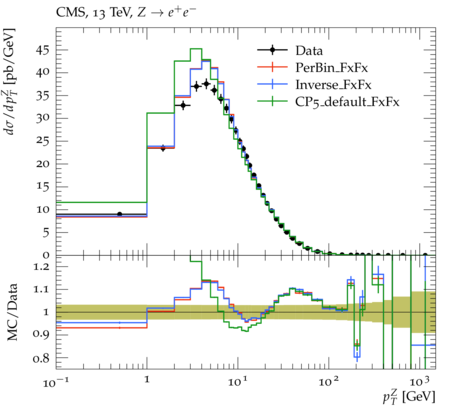 CMS, 13 TeV, Z → e⁺e⁻
dσ/dp_T^Z [pb/GeV]
45
40
35
30
25
20
15
10
5
0
Data
PerBin_FxFx
Inverse_FxFx
CP5_default_FxFx
MC/Data
1.2
1.1
1
0.9
0.8
10⁻¹ 1 10¹ 10² 10³
p_T^Z [GeV]